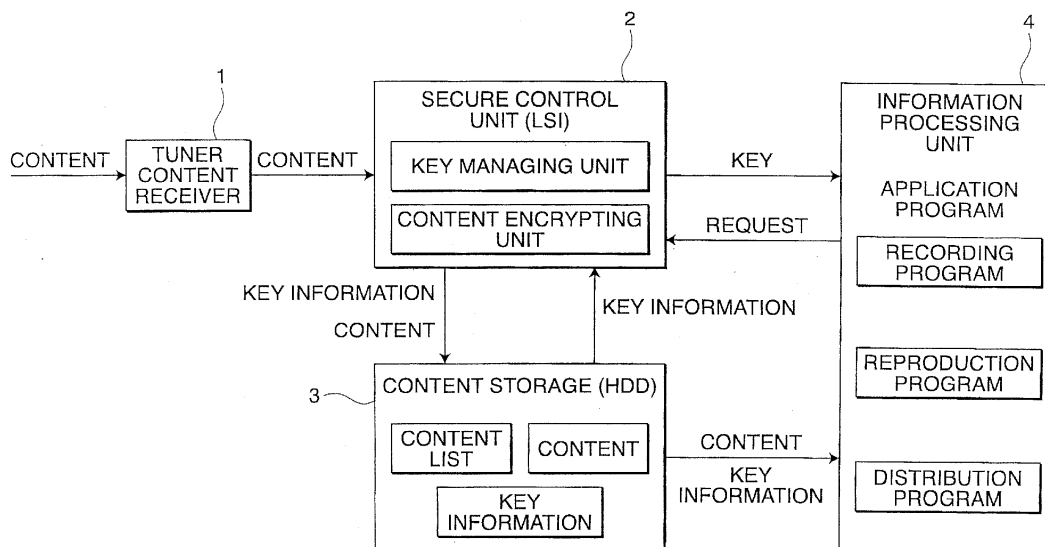 1
2
4
CONTENT
TUNER
CONTENT
RECEIVER
CONTENT
SECURE CONTROL
UNIT (LSI)
KEY MANAGING UNIT
CONTENT ENCRYPTING
UNIT
KEY
REQUEST
INFORMATION
PROCESSING
UNIT
APPLICATION
PROGRAM
RECORDING
PROGRAM
REPRODUCTION
PROGRAM
DISTRIBUTION
PROGRAM
KEY INFORMATION
CONTENT
KEY INFORMATION
3
CONTENT STORAGE (HDD)
CONTENT
LIST
CONTENT
KEY
INFORMATION
CONTENT
KEY
INFORMATION